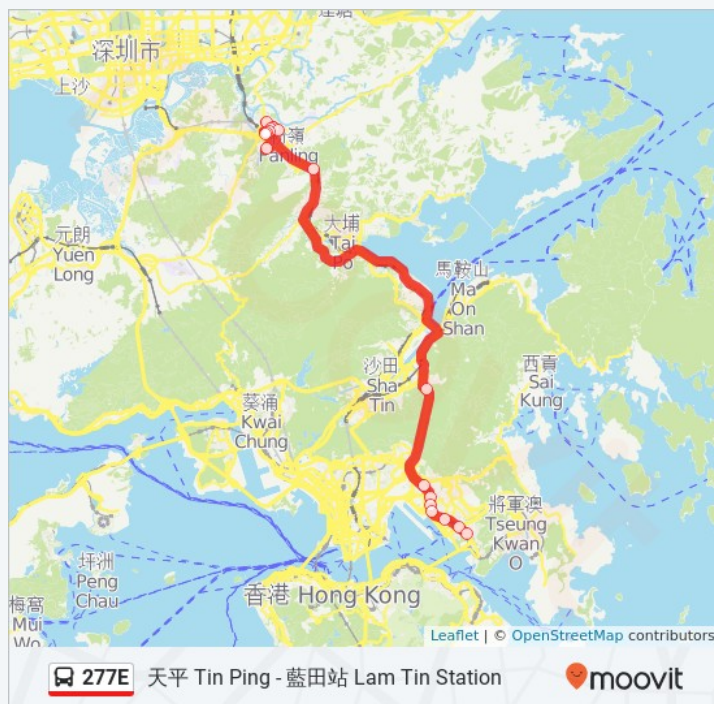 蓮塘
深圳市
上沙
粉嶺
Fanling
大埔
Tai
Po
元朗
Yuen
Long
馬鞍山
Ma
On
Shan
沙田
Sha
Tin
西貢
Sai
Kung
葵涌
Kwai
Chung
將軍澳
Tseung
Kwan
O
坪洲
Peng
Chau
香港 Hong Kong
梅窩
Mui
Wo
Leaflet | © OpenStreetMap contributors
277E 天平 Tin Ping - 藍田站 Lam Tin Station
moovit